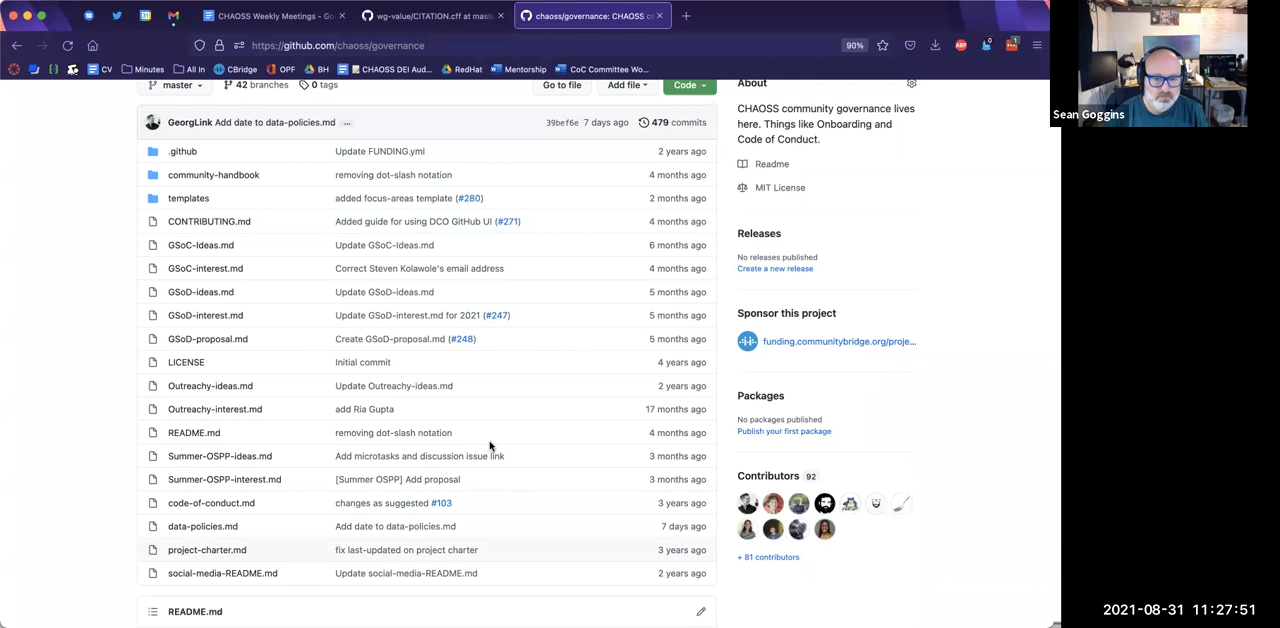 CHAOSS Weekly Meetings - Go
wg-value/CITATION.cff at mast
chaoss/governance: CHAOSS c
https://github.com/chaoss/governance
90%
ABP
CV
Minutes
All In
CBridge
OPF
BH
CHAOSS DEI Aud...
RedHat
Mentorship
CoC Committee Wo...
master
42 branches
0 tags
Go to file
Add file
Code
GeorgLink Add date to data-policies.md
39bef6e 7 days ago
479 commits
.github Update FUNDING.yml 2 years ago
community-handbook removing dot-slash notation 4 months ago
templates added focus-areas template (#280) 2 months ago
CONTRIBUTING.md Added guide for using DCO GitHub UI (#271) 4 months ago
GSoC-Ideas.md Update GSoC-Ideas.md 6 months ago
GSoC-interest.md Correct Steven Kolawole's email address 4 months ago
GSoD-ideas.md Update GSoD-ideas.md 5 months ago
GSoD-interest.md Update GSoD-interest.md for 2021 (#247) 5 months ago
GSoD-proposal.md Create GSoD-proposal.md (#248) 5 months ago
LICENSE Initial commit 4 years ago
Outreachy-ideas.md Update Outreachy-ideas.md 2 years ago
Outreachy-interest.md add Ria Gupta 17 months ago
README.md removing dot-slash notation 4 months ago
Summer-OSPP-ideas.md Add microtasks and discussion issue link 3 months ago
Summer-OSPP-interest.md [Summer OSPP] Add proposal 3 months ago
code-of-conduct.md changes as suggested #103 3 years ago
data-policies.md Add date to data-policies.md 7 days ago
project-charter.md fix last-updated on project charter 3 years ago
social-media-README.md Update social-media-README.md 2 years ago
README.md
About
CHAOSS community governance lives
here. Things like Onboarding and
Code of Conduct.
Readme
MIT License
Releases
No releases published
Create a new release
Sponsor this project
funding.communitybridge.org/proje...
Packages
No packages published
Publish your first package
Contributors 92
+ 81 contributors
Sean Goggins
2021-08-31 11:27:51